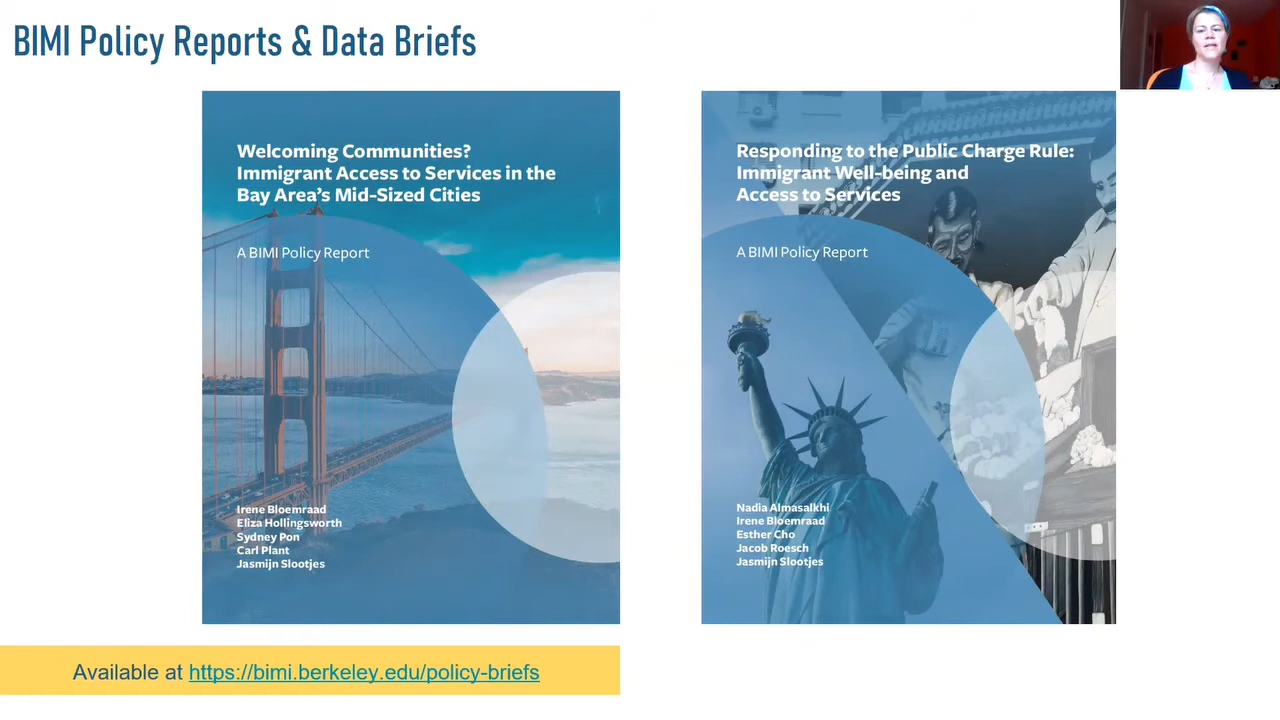 BIMI Policy Reports & Data Briefs
Welcoming Communities?
Immigrant Access to Services in the
Bay Area's Mid-Sized Cities
A BIMI Policy Report
Irene Bloemraad
Eliza Hollingsworth
Sydney Pon
Carl Plant
Jasmijn Slootjes
Responding to the Public Charge Rule:
Immigrant Well-being and
Access to Services
A BIMI Policy Report
Nadia Almasalkhi
Irene Bloemraad
Esther Cho
Jacob Roesch
Jasmijn Slootjes
Available at https://bimi.berkeley.edu/policy-briefs